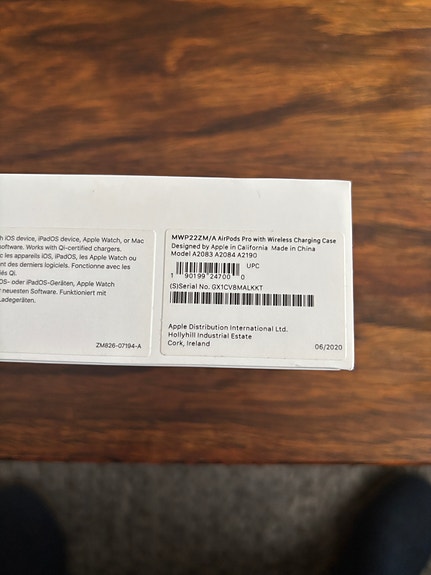 h iOS device, iPadOS device, Apple Watch, or Mac
oftware. Works with Qi-certified chargers.
c les appareils iOS, iPadOS, les Apple Watch ou
nt des derniers logiciels. Fonctionne avec les
és Qi.
OS- oder iPadOS-Geräten, Apple Watch
neuesten Software. Funktioniert mit
Ladegeräten.
ZM826-07194-A
MWP22ZM/A AirPods Pro with Wireless Charging Case
Designed by Apple in California Made in China
Model A2083 A2084 A2190
UPC
1 90199 24700 0
(S)Serial No. GX1CV8MALKKT
Apple Distribution International Ltd.
Hollyhill Industrial Estate
Cork, Ireland
06/2020